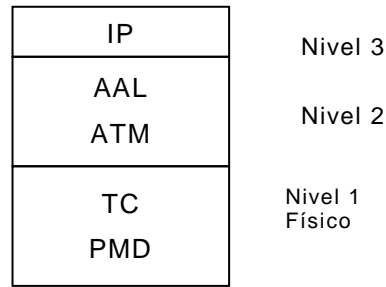 IP
Nivel 3
AAL
ATM
Nivel 2
TC
PMD
Nivel 1
Físico